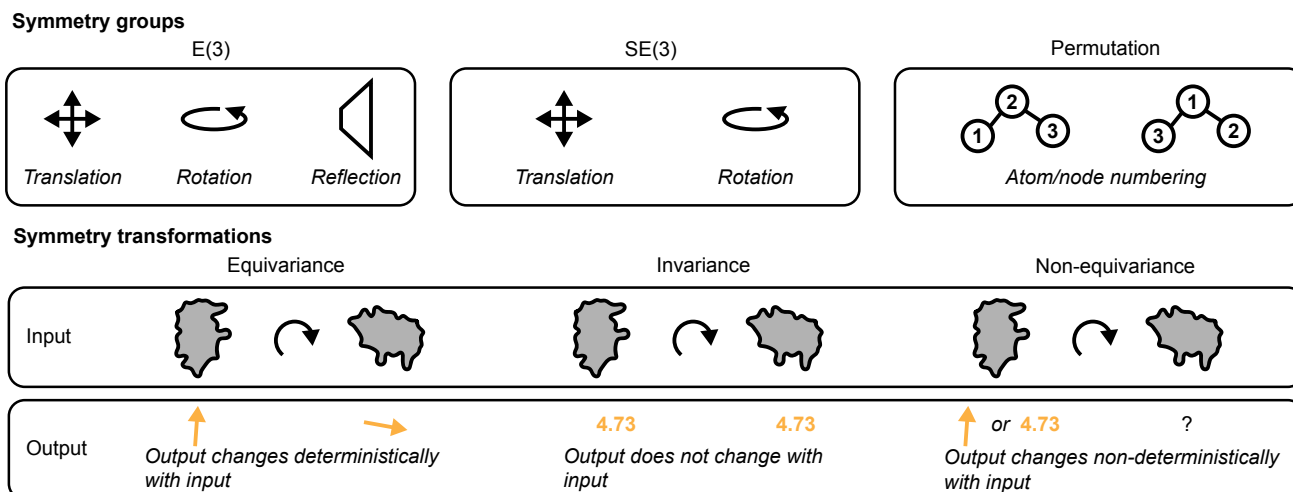 Symmetry groups
E(3)
SE(3)
Permutation
2
1
3
1
3
2
Translation
Rotation
Reflection
Translation
Rotation
Atom/node numbering
Symmetry transformations
Equivariance
Invariance
Non-equivariance
Input
Output
Output changes deterministically
with input
4.73
4.73
Output does not change with
input
or 4.73
?
Output changes non-deterministically
with input